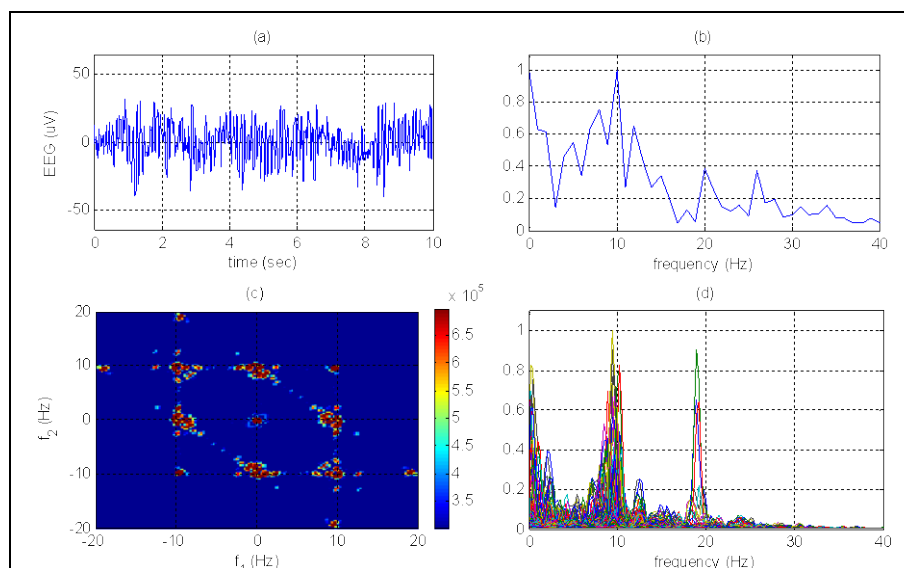 (a)
50
0
-50
EEG (uV)
0 2 4 6 8 10
time (sec)
(b)
1
0.8
0.6
0.4
0.2
0
0 10 20 30 40
frequency (Hz)
(c)
20
10
0
-10
-20
f2 (Hz)
-20 -10 0 10 20
f1 (Hz)
x 10^5
6.5
6
5.5
5
4.5
4
3.5
(d)
1
0.8
0.6
0.4
0.2
0
0 10 20 30 40
frequency (Hz)